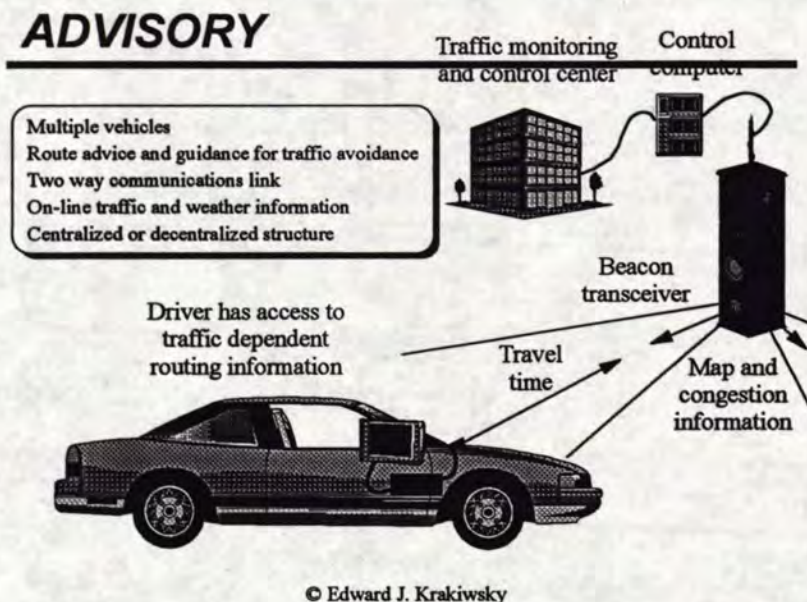 ADVISORY
Traffic monitoring
and control center
Control
computer
Multiple vehicles
Route advice and guidance for traffic avoidance
Two way communications link
On-line traffic and weather information
Centralized or decentralized structure
Beacon
transceiver
Driver has access to
traffic dependent
routing information
Travel
time
Map and
congestion
information
© Edward J. Krakiwsky